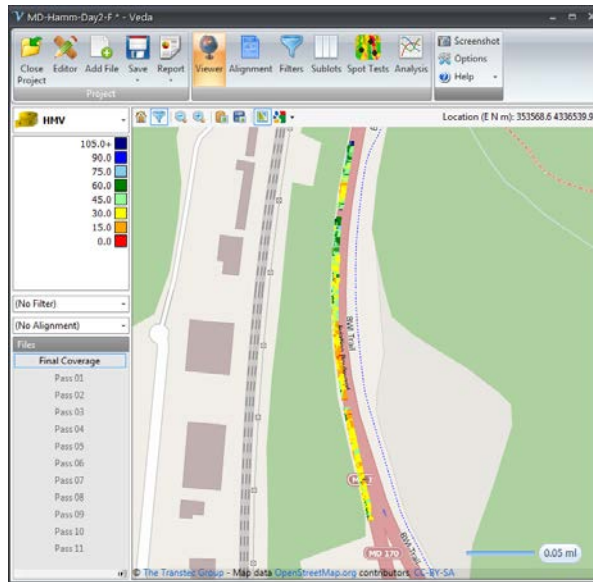 MD-Hamm-Day2-F * - Veda
Close Project
Editor
Add File
Save
Report
Viewer
Alignment
Filters
Sublots
Spot Tests
Analysis
Screenshot
Options
Help
Project
HMV
Location (E N m): 353568.6 4336539.9
105.0+
90.0
75.0
60.0
45.0
30.0
15.0
0.0
(No Filter)
(No Alignment)
Files
Final Coverage
Pass 01
Pass 02
Pass 03
Pass 04
Pass 05
Pass 06
Pass 07
Pass 08
Pass 09
Pass 10
Pass 11
BWI Trail
MD 170
BWI Trail
0.05 ml
© The Transtec Group - Map data OpenStreetMap.org contributors, CC-BY-SA